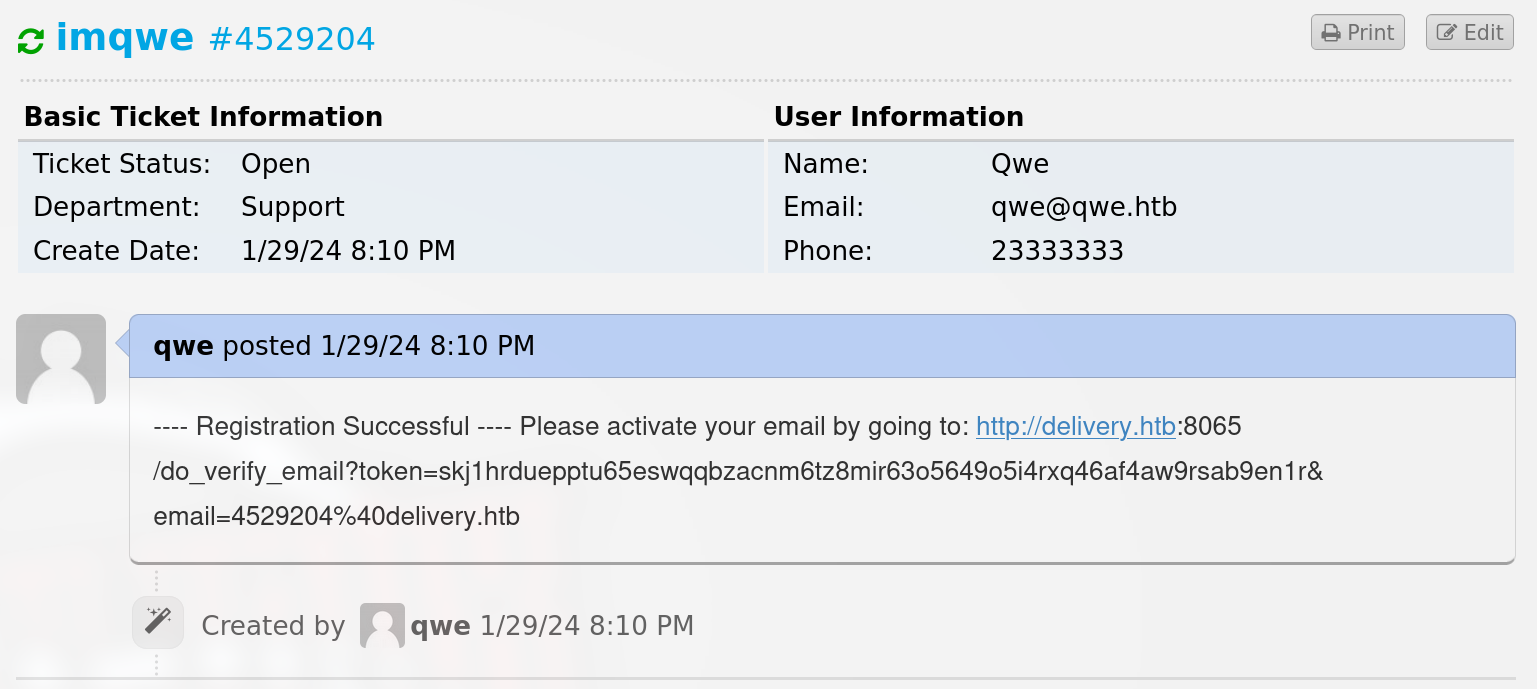 imqwe #4529204
Print
Edit
Basic Ticket Information
User Information
Ticket Status: Open
Name: Qwe
Department: Support
Email: qwe@qwe.htb
Create Date: 1/29/24 8:10 PM
Phone: 23333333
qwe posted 1/29/24 8:10 PM
---- Registration Successful ---- Please activate your email by going to: http://delivery.htb:8065
/do_verify_email?token=skj1hrduepptu65eswqqbzacnm6tz8mir63o5649o5i4rxq46af4aw9rsab9en1r&
email=4529204%40delivery.htb
Created by qwe 1/29/24 8:10 PM